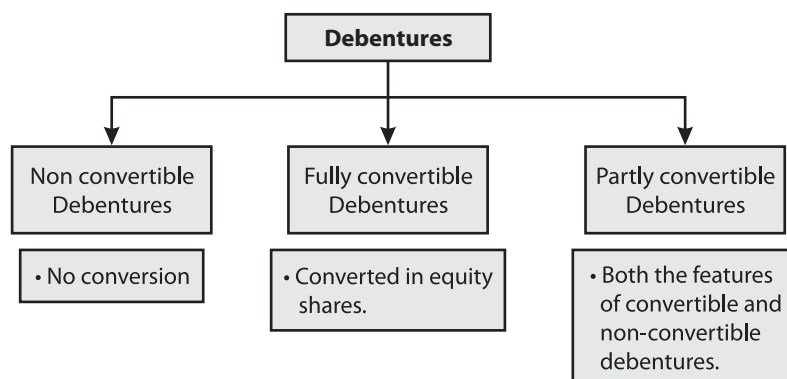 Debentures
Non convertible
Debentures
Fully convertible
Debentures
Partly convertible
Debentures
• No conversion
• Converted in equity
shares.
• Both the features
of convertible and
non-convertible
debentures.